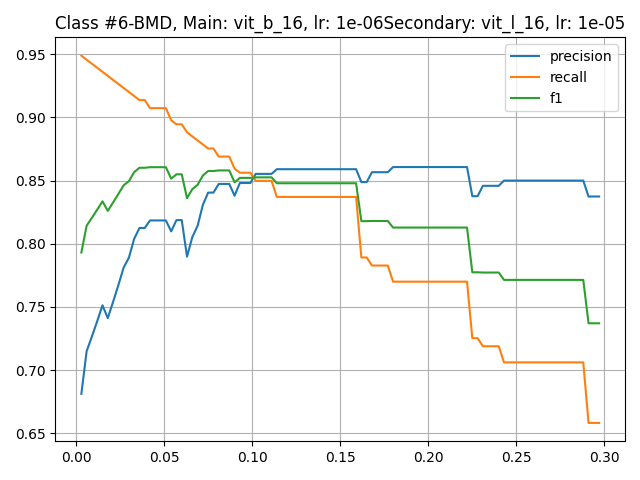 Class #6-BMD, Main: vit_b_16, lr: 1e-06Secondary: vit_l_16, lr: 1e-05
precision
recall
f1
0.95
0.90
0.85
0.80
0.75
0.70
0.65
0.00 0.05 0.10 0.15 0.20 0.25 0.30